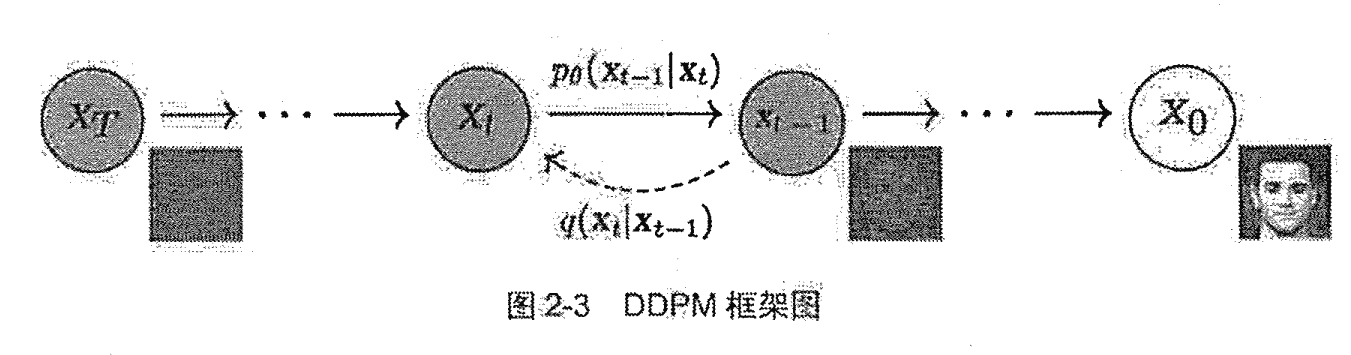 x_T → ⋯ → x_t → x_{t−1} → ⋯ → x_0
p_θ(x_{t−1}|x_t)
q(x_t|x_{t−1})
图 2-3 DDPM 框架图